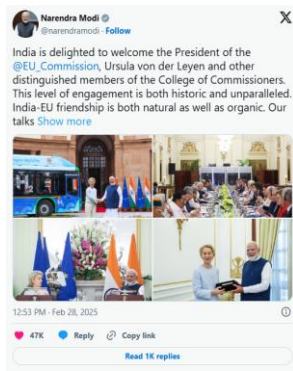 Narendra Modi
@narendramodi · Follow
India is delighted to welcome the President of the
@EU_Commission, Ursula von der Leyen and other
distinguished members of the College of Commissioners.
This level of engagement is both historic and unparalleled.
India-EU friendship is both natural as well as organic. Our
talks Show more
12:53 PM · Feb 28, 2025
47K Reply Copy link
Read 1K replies